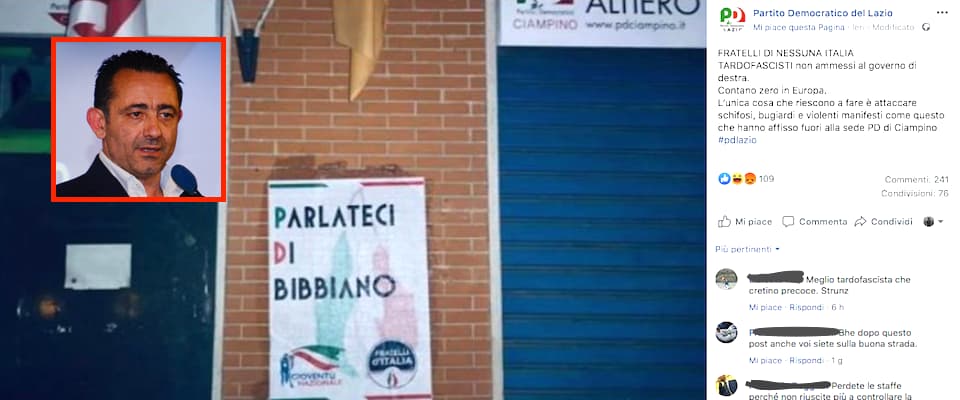 Partito Democratico
CIAMPINO
ALTIERO
www.pdciampino.it
PARLATECI
DI
BIBBIANO
GIOVENTÙ
NAZIONALE
FRATELLI
D'ITALIA
PD
LAZIO
Partito Democratico del Lazio
Mi piace questa Pagina · Ieri · Modificato
FRATELLI DI NESSUNA ITALIA
TARDOFASCISTI non ammessi al governo di
destra.
Contano zero in Europa.
L'unica cosa che riescono a fare è attaccare
schifosi, bugiardi e violenti manifesti come questo
che hanno affisso fuori alla sede PD di Ciampino
#pdlazio
109
Commenti: 241
Condivisioni: 76
Mi piace
Commenta
Condividi
Più pertinenti
Meglio tardofascista che
cretino precoce. Strunz
Mi piace · Rispondi · 6 h
Bhe dopo questo
post anche voi siete sulla buona strada.
Mi piace · Rispondi · 1 g
Perdete le staffe
perché non riuscite più a controllare la